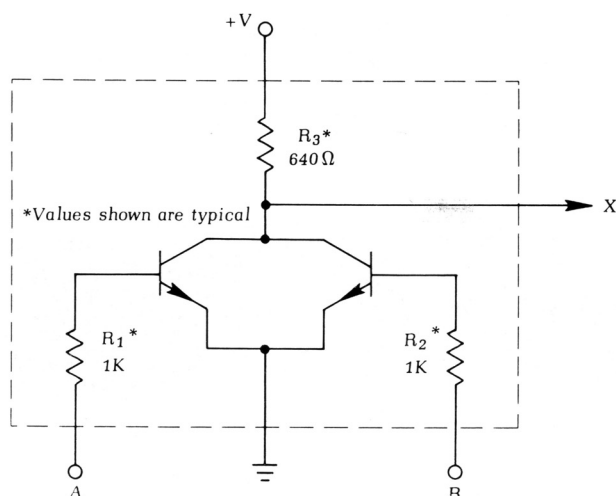 +V
R3*
640Ω
*Values shown are typical
X
R1*
1K
R2*
1K
A
B